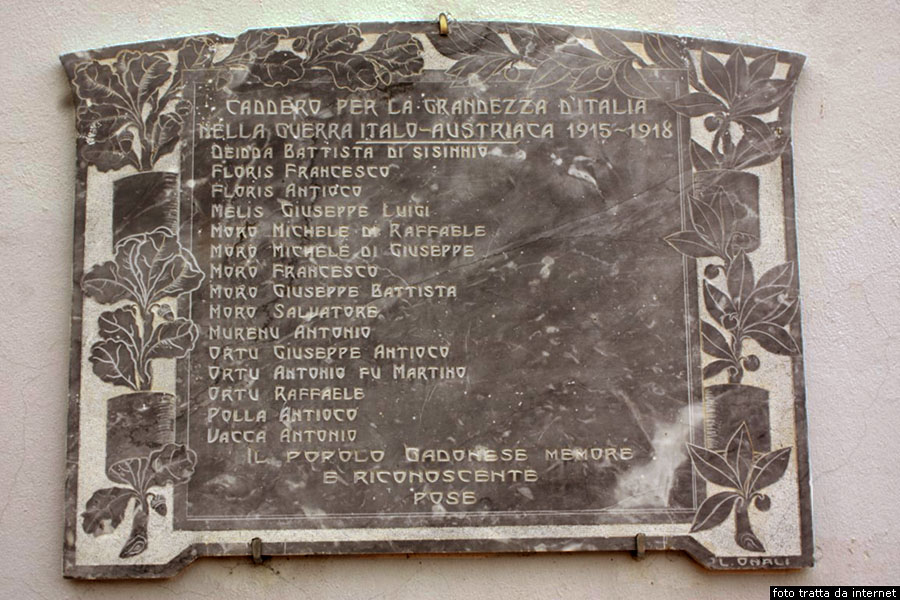 CADDERO PER LA GRANDEZZA D'ITALIA
NELLA GUERRA ITALO-AUSTRIACA 1915~1918
DEIDDA BATTISTA DI SISINNIO
FLORIS FRANCESCO
FLORIS ANTIOCO
MELIS GIUSEPPE LUIGI
MORO MICHELE DI RAFFAELE
MORO MICHELE DI GIUSEPPE
MORO FRANCESCO
MORO GIUSEPPE BATTISTA
MORO SALVATORE
MURENU ANTONIO
ORTU GIUSEPPE ANTIOCO
ORTU ANTONIO FU MARTINO
ORTU RAFFAELE
POLLA ANTIOCO
VACCA ANTONIO
IL POPOLO GADONESE MEMORE
E RICONOSCENTE
POSE
L. ONALI
foto tratta da internet